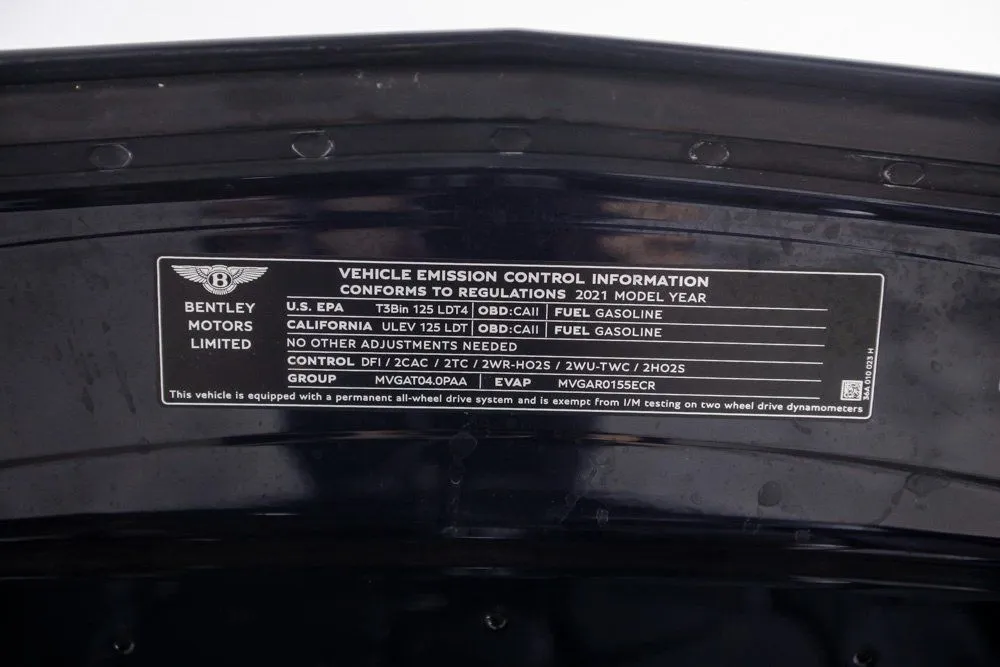 B
BENTLEY
MOTORS
LIMITED
VEHICLE EMISSION CONTROL INFORMATION
CONFORMS TO REGULATIONS 2021 MODEL YEAR
U.S. EPA T3Bin 125 LDT4 OBD:CAII FUEL GASOLINE
CALIFORNIA ULEV 125 LDT OBD:CAII FUEL GASOLINE
NO OTHER ADJUSTMENTS NEEDED
CONTROL DFI / 2CAC / 2TC / 2WR-HO2S / 2WU-TWC / 2HO2S
GROUP MVGAT04.0PAA EVAP MVGAR0155ECR
This vehicle is equipped with a permanent all-wheel drive system and is exempt from I/M testing on two wheel drive dynamometers
36A 010 023 H